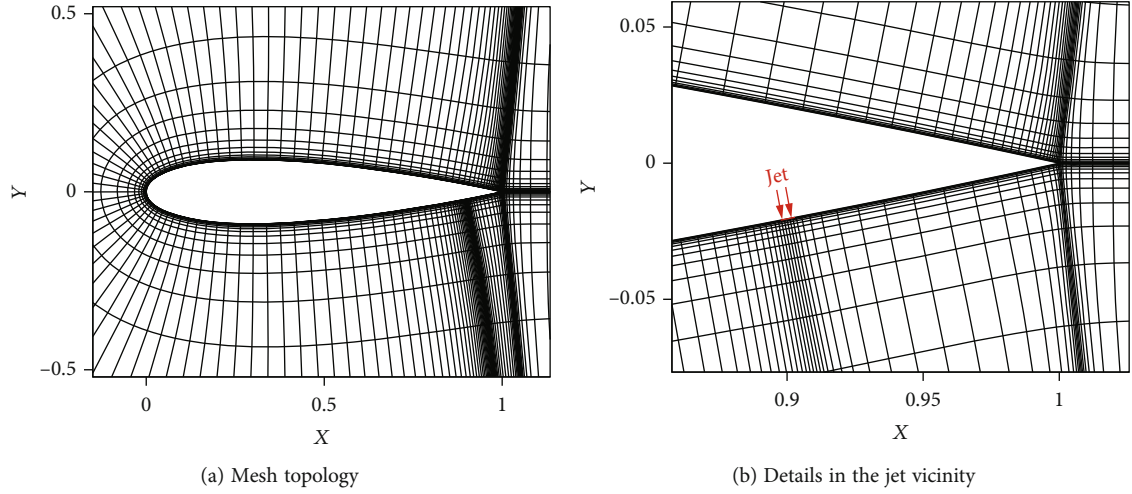 0.5
0
–0.5
Y
0
0.5
1
X
(a) Mesh topology
0.05
0
–0.05
Y
Jet
0.9
0.95
1
X
(b) Details in the jet vicinity